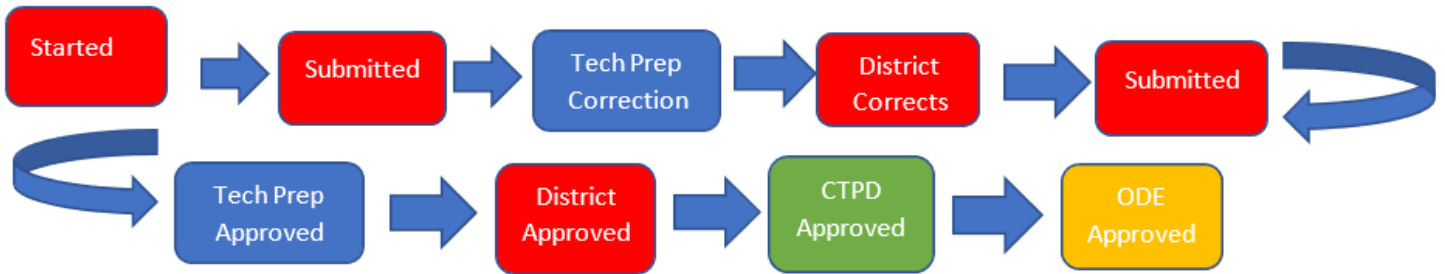 Started
Submitted
Tech Prep
Correction
District
Corrects
Submitted
Tech Prep
Approved
District
Approved
CTPD
Approved
ODE
Approved